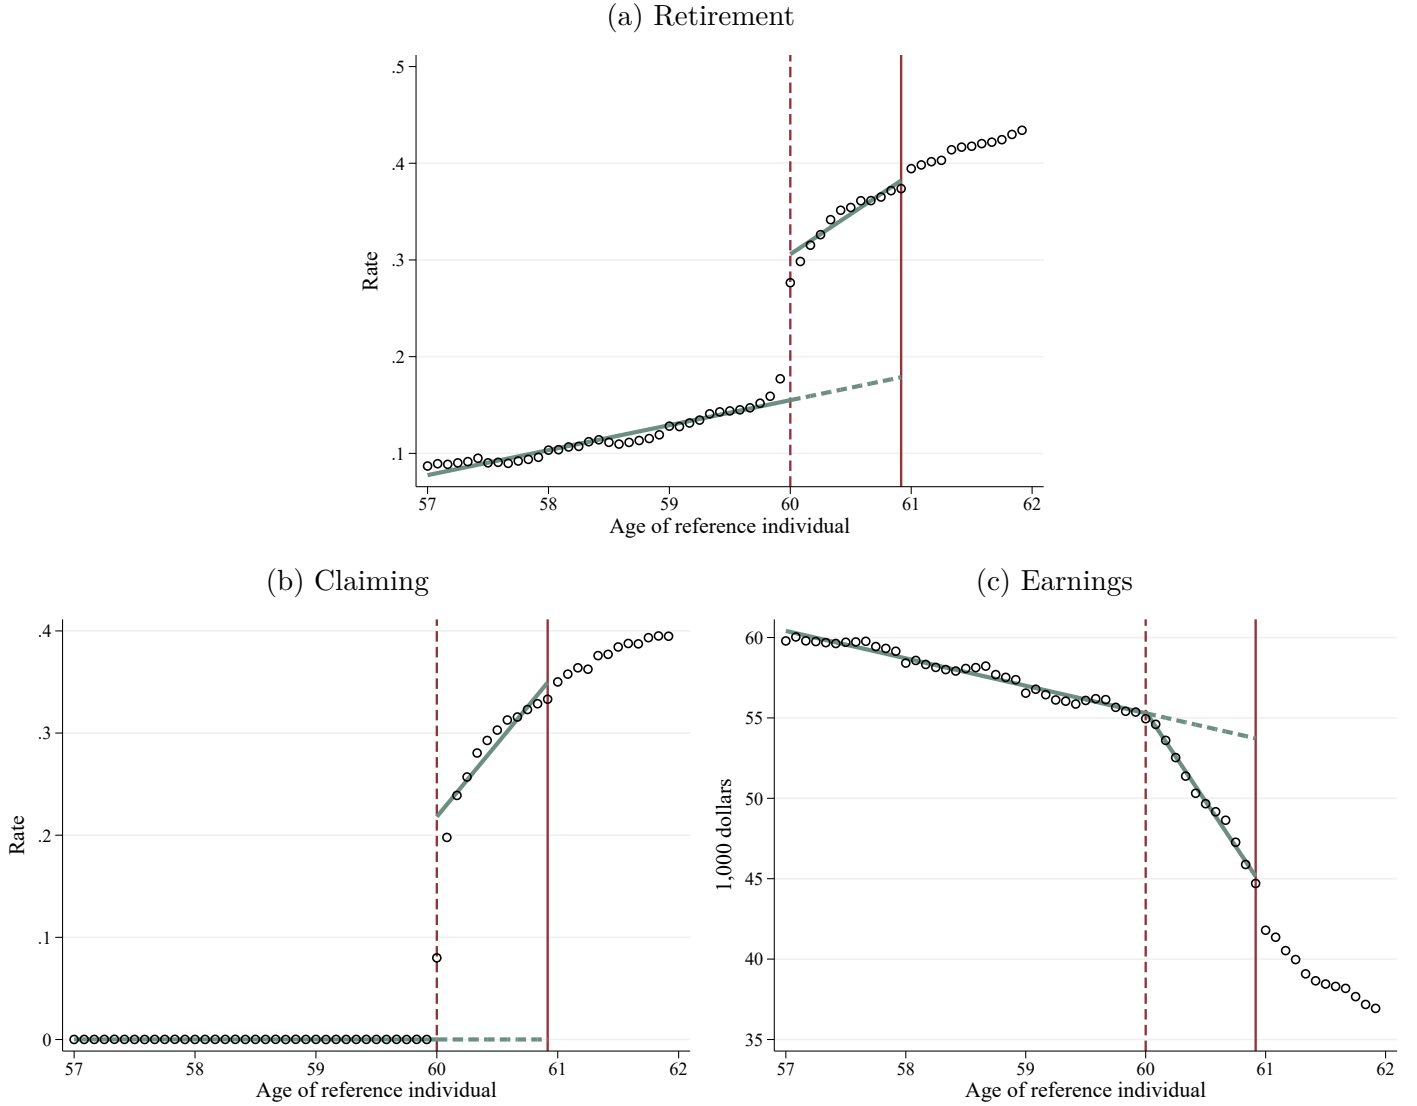 (a) Retirement
.5
.4
.3
.2
.1
Rate
57 58 59 60 61 62
Age of reference individual
(b) Claiming
.4
.3
.2
.1
0
Rate
57 58 59 60 61 62
Age of reference individual
(c) Earnings
60
55
50
45
40
35
1,000 dollars
57 58 59 60 61 62
Age of reference individual